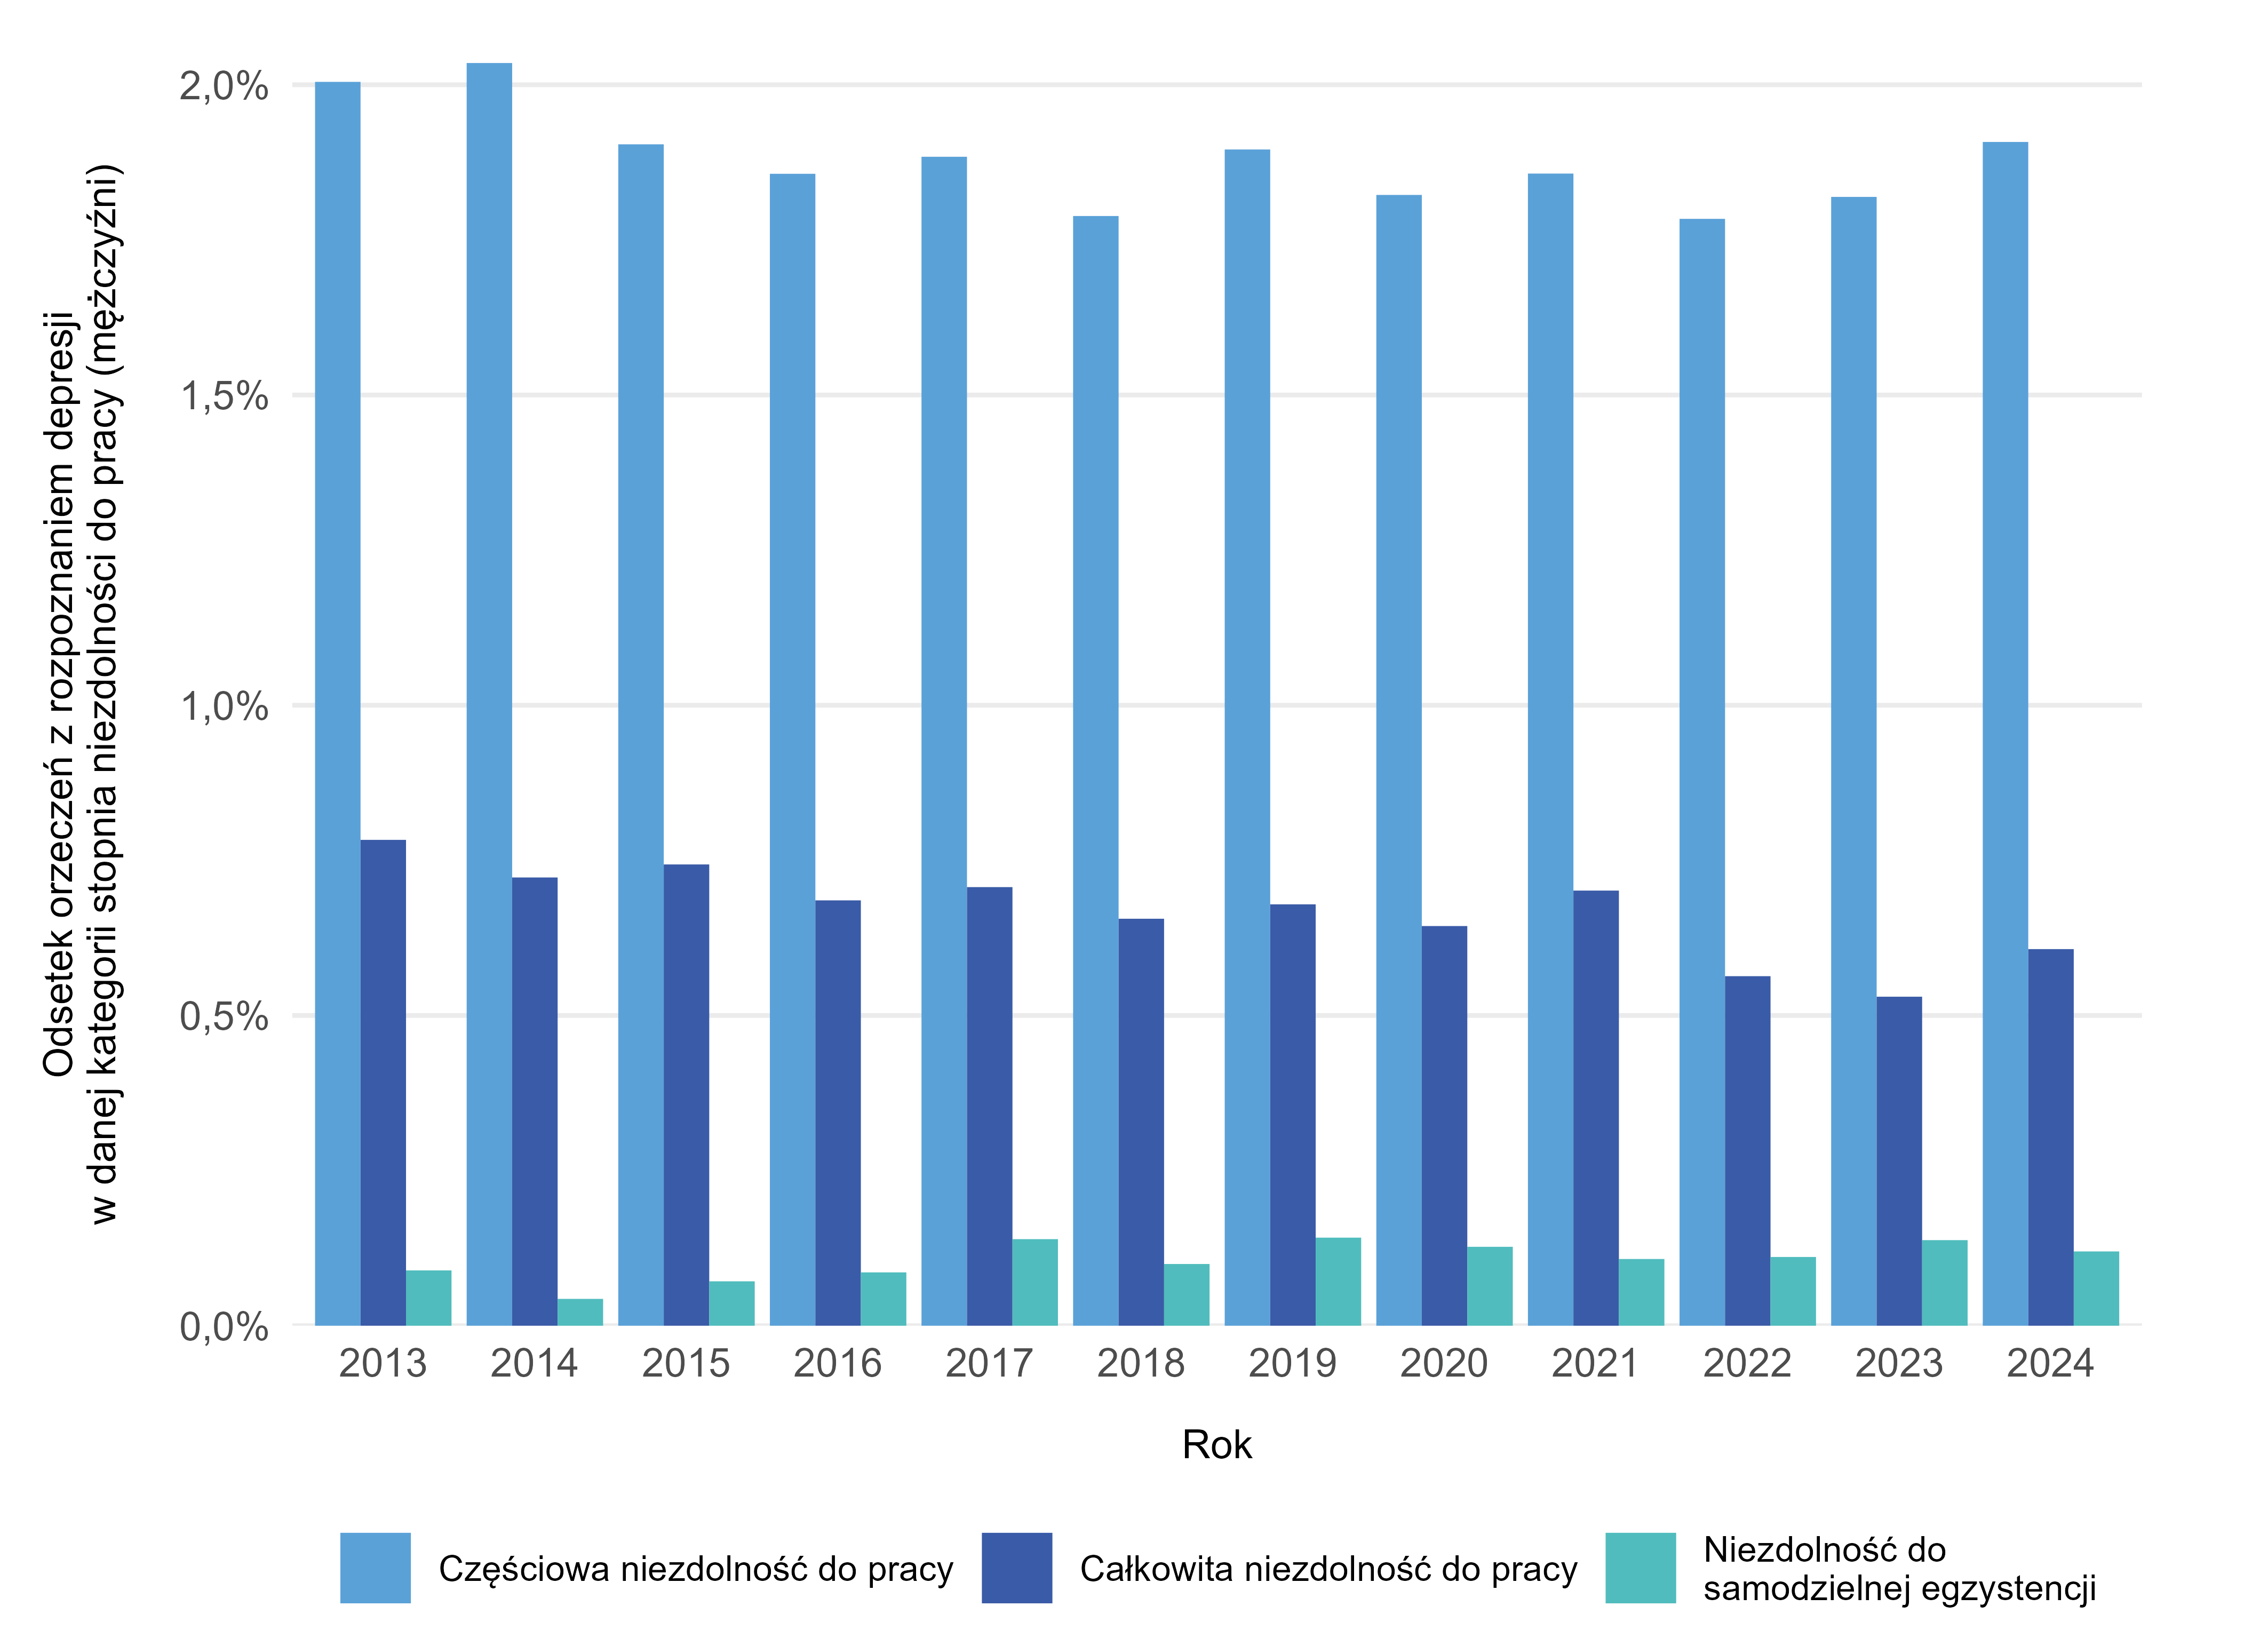 Odsetek orzeczeń z rozpoznaniem depresji
w danej kategorii stopnia niezdolności do pracy (mężczyźni)
2,0%
1,5%
1,0%
0,5%
0,0%
2013 2014 2015 2016 2017 2018 2019 2020 2021 2022 2023 2024
Rok
Częściowa niezdolność do pracy
Całkowita niezdolność do pracy
Niezdolność do
samodzielnej egzystencji